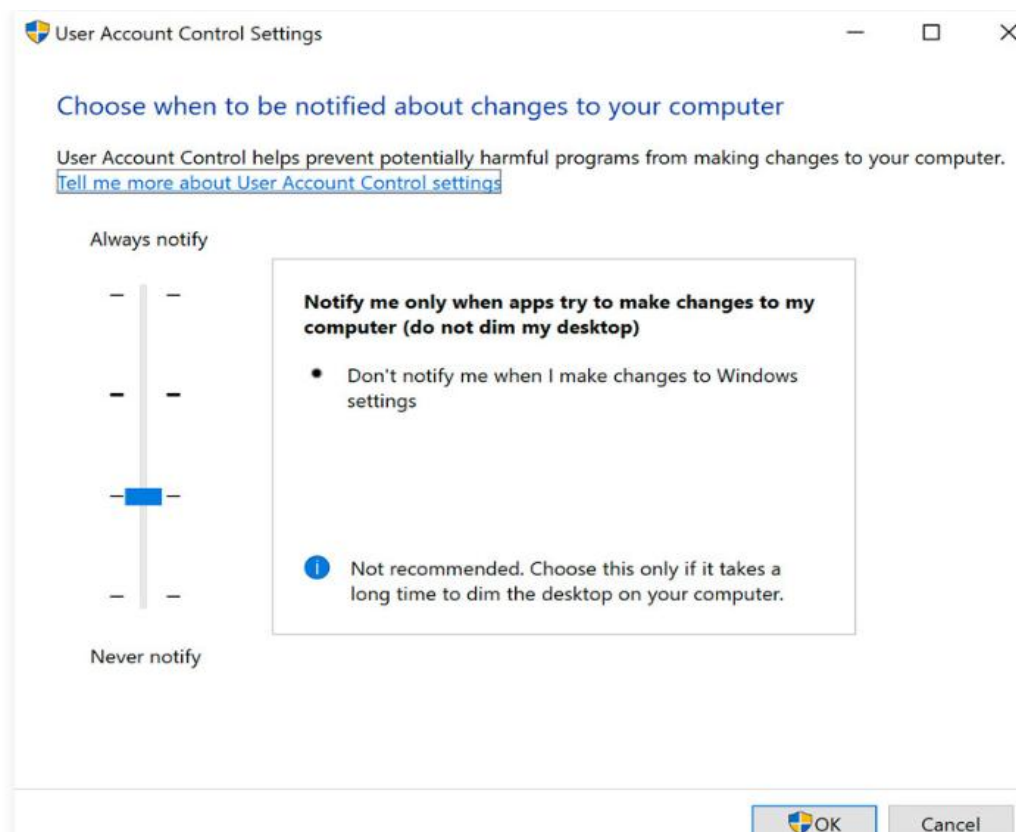 User Account Control Settings
Choose when to be notified about changes to your computer
User Account Control helps prevent potentially harmful programs from making changes to your computer.
Tell me more about User Account Control settings
Always notify
Notify me only when apps try to make changes to my
computer (do not dim my desktop)
Don't notify me when I make changes to Windows
settings
Not recommended. Choose this only if it takes a
long time to dim the desktop on your computer.
Never notify
OK
Cancel